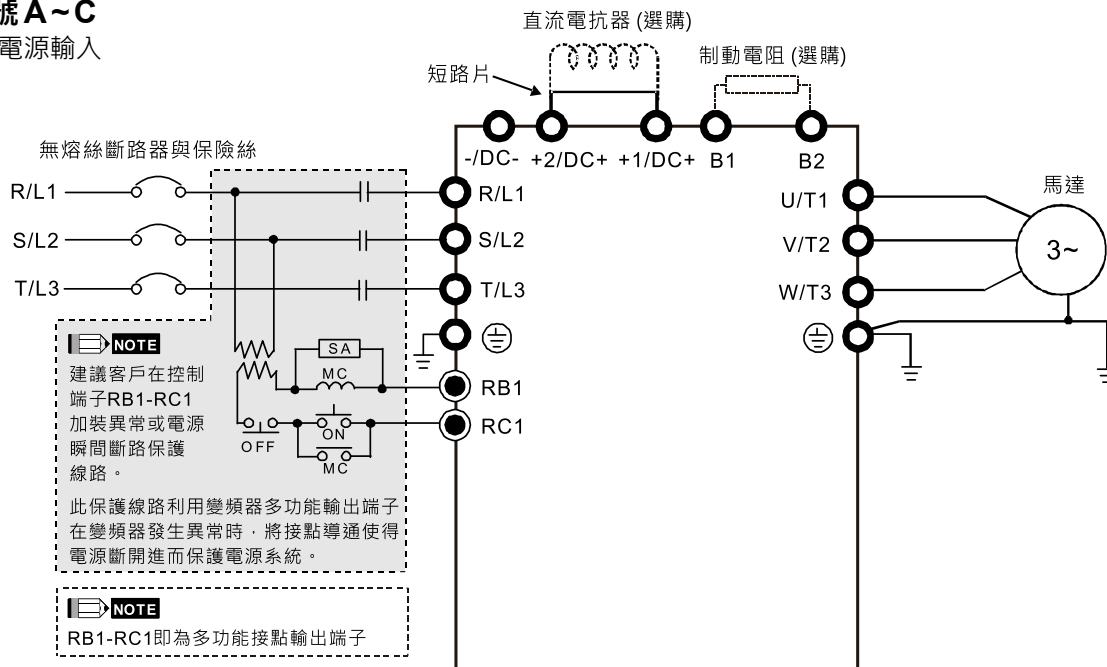 號A~C
電源輸入
直流電抗器 (選購)
制動電阻 (選購)
短路片
無熔絲斷路器與保險絲
-/DC-
+2/DC+
+1/DC+
B1
B2
R/L1
R/L1
U/T1
馬達
S/L2
S/L2
V/T2
3~
T/L3
T/L3
W/T3
NOTE
建議客戶在控制
端子RB1-RC1
加裝異常或電源
瞬間斷路保護
線路。
SA
MC
RB1
OFF
ON
MC
RC1
此保護線路利用變頻器多功能輸出端子
在變頻器發生異常時，將接點導通使得
電源斷開進而保護電源系統。
NOTE
RB1-RC1即為多功能接點輸出端子